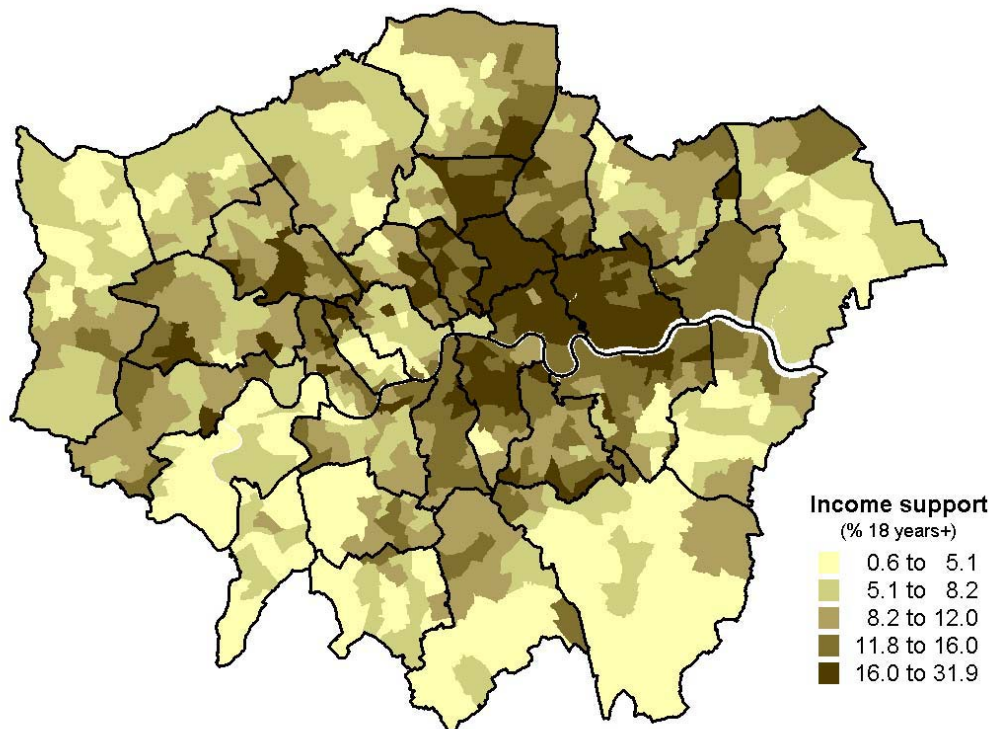 Income support
(% 18 years+)
0.6 to 5.1
5.1 to 8.2
8.2 to 12.0
11.8 to 16.0
16.0 to 31.9